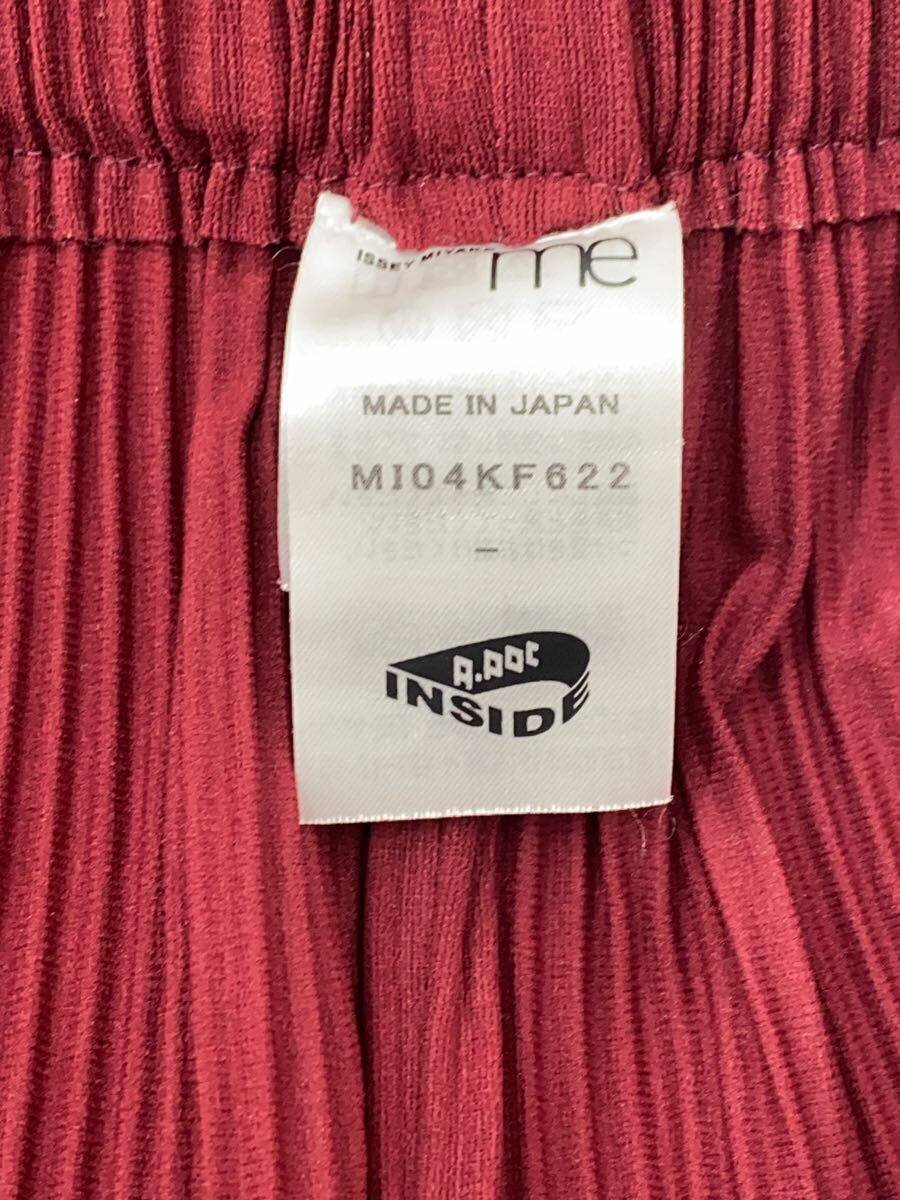 ISSEY MIYAKE me
MADE IN JAPAN
MI04KF622
–
A.POC
INSIDE